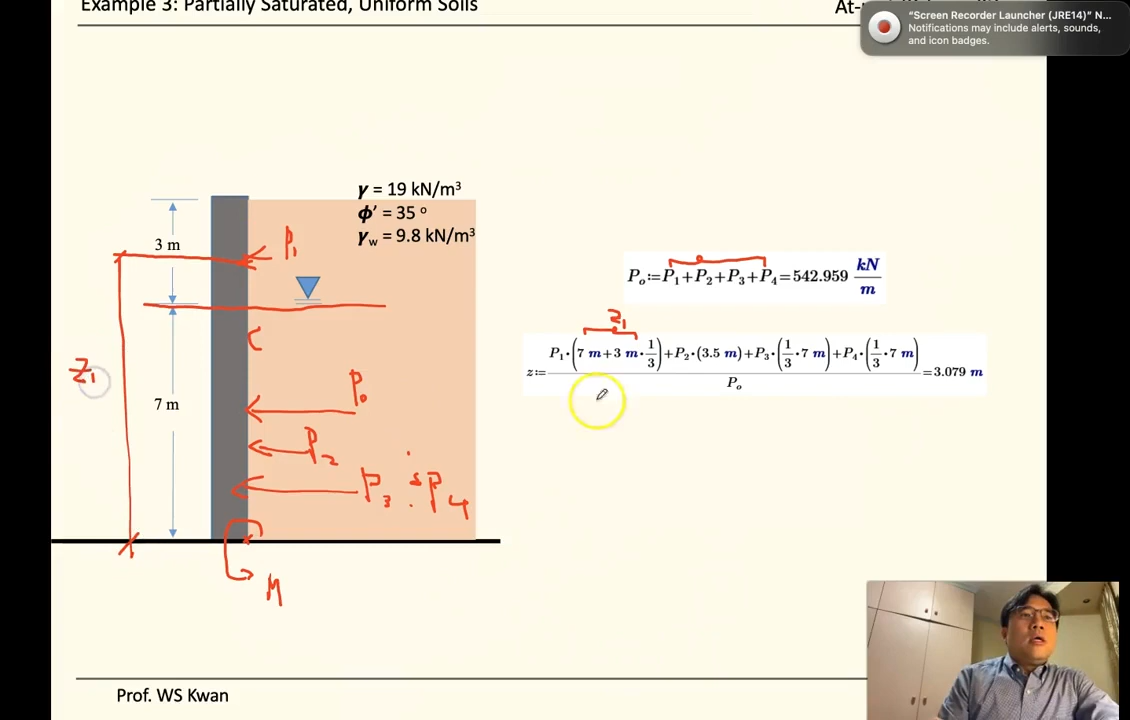 Example 3: Partially Saturated, Uniform Soils
At-
"Screen Recorder Launcher (JRE14)" N...
Notifications may include alerts, sounds,
and icon badges.
γ = 19 kN/m³
ϕ' = 35 °
γw = 9.8 kN/m³
3 m
P₁
Z₁
7 m
P₀
P₂
P₃ & P₄
M
Pₒ:=P₁+P₂+P₃+P₄=542.959 kN/m
Z₁
z:= (P₁·(7 m+3 m·1/3)+P₂·(3.5 m)+P₃·(1/3·7 m)+P₄·(1/3·7 m))/Pₒ =3.079 m
Prof. WS Kwan